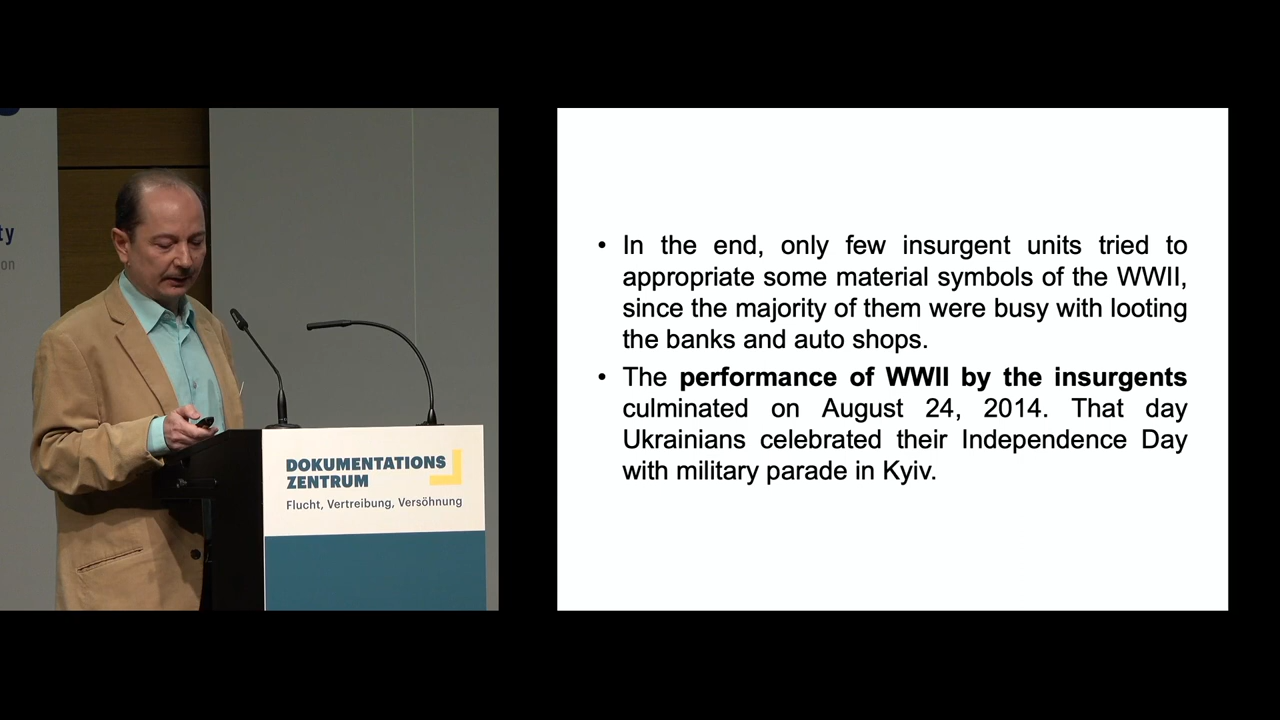 ty
on
DOKUMENTATIONS
ZENTRUM
Flucht, Vertreibung, Versöhnung
• In the end, only few insurgent units tried to
appropriate some material symbols of the WWII,
since the majority of them were busy with looting
the banks and auto shops.
• The performance of WWII by the insurgents
culminated on August 24, 2014. That day
Ukrainians celebrated their Independence Day
with military parade in Kyiv.